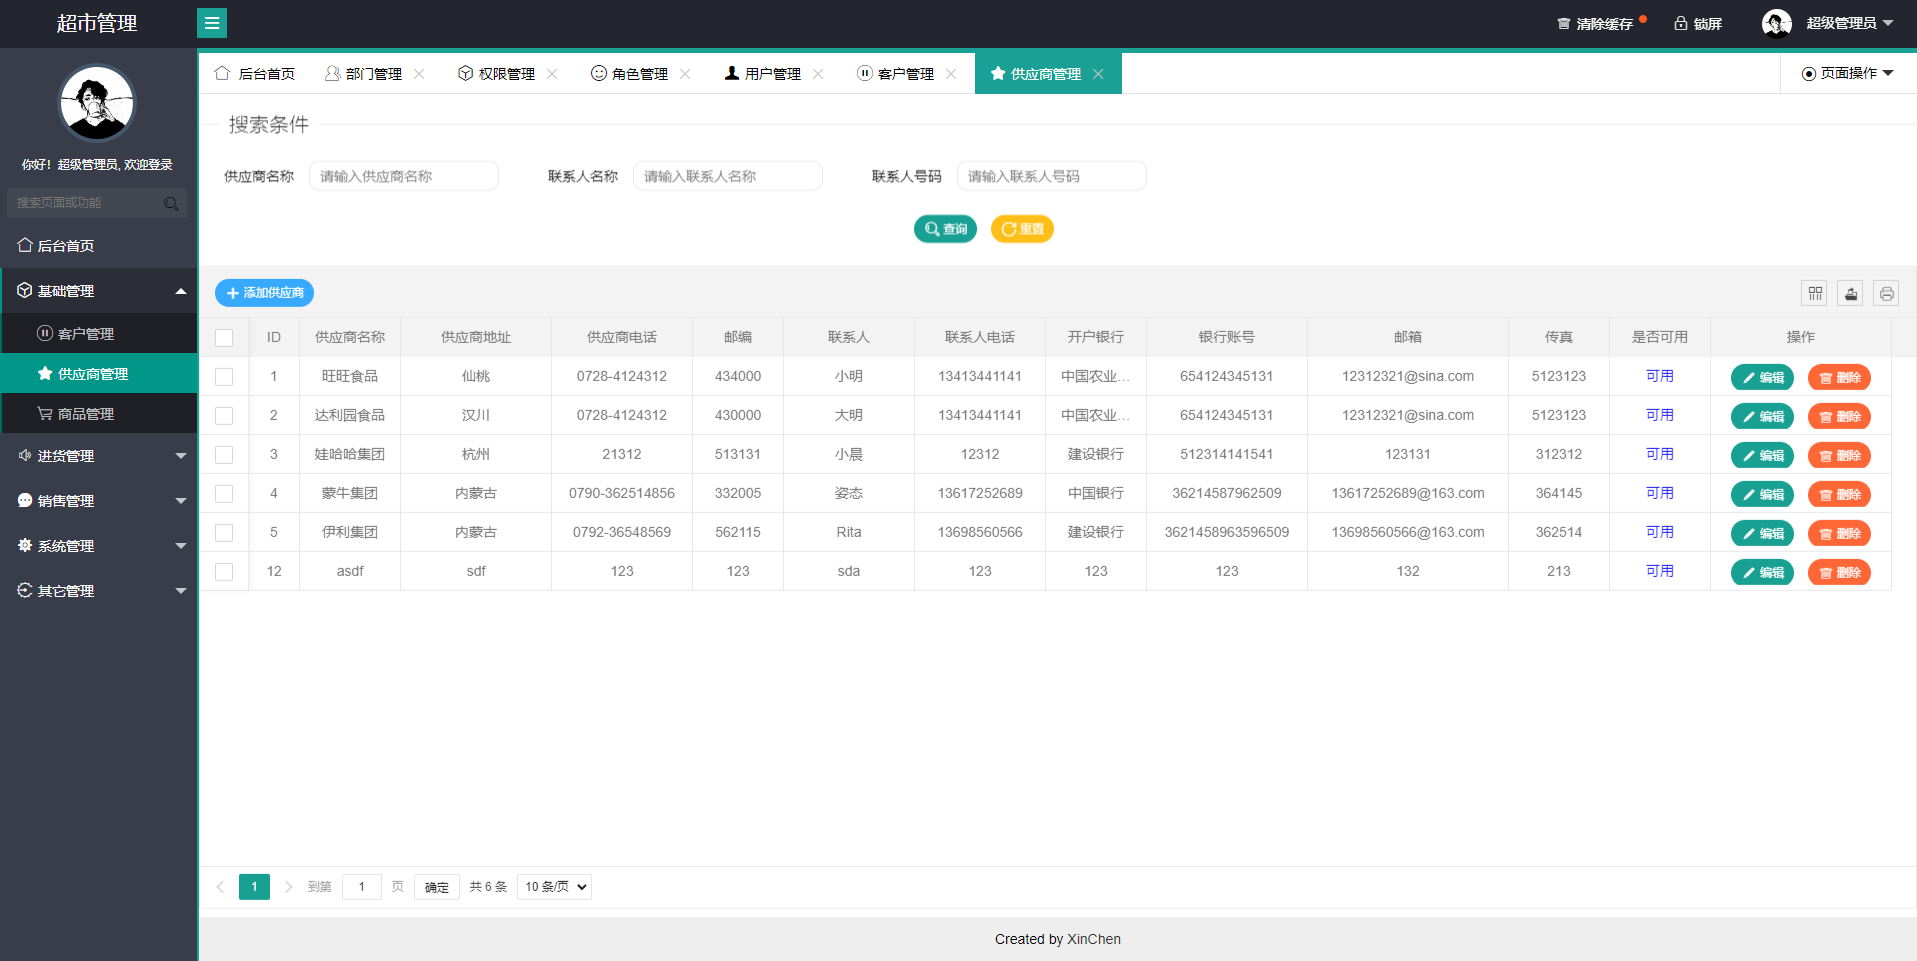 超市管理
清除缓存 锁屏 超级管理员
后台首页 部门管理 权限管理 角色管理 用户管理 客户管理 供应商管理 页面操作
你好！超级管理员, 欢迎登录
搜索页面或功能
后台首页
基础管理
客户管理
供应商管理
商品管理
进货管理
销售管理
系统管理
其它管理
搜索条件
供应商名称 请输入供应商名称 联系人名称 请输入联系人名称 联系人号码 请输入联系人号码
查询 重置
添加供应商
ID 供应商名称 供应商地址 供应商电话 邮编 联系人 联系人电话 开户银行 银行账号 邮箱 传真 是否可用 操作
1 旺旺食品 仙桃 0728-4124312 434000 小明 13413441141 中国农业... 654124345131 12312321@sina.com 5123123 可用 编辑 删除
2 达利园食品 汉川 0728-4124312 430000 大明 13413441141 中国农业... 654124345131 12312321@sina.com 5123123 可用 编辑 删除
3 娃哈哈集团 杭州 21312 513131 小晨 12312 建设银行 512314141541 123131 312312 可用 编辑 删除
4 蒙牛集团 内蒙古 0790-362514856 332005 姿态 13617252689 中国银行 36214587962509 13617252689@163.com 364145 可用 编辑 删除
5 伊利集团 内蒙古 0792-36548569 562115 Rita 13698560566 建设银行 3621458963596509 13698560566@163.com 362514 可用 编辑 删除
12 asdf sdf 123 123 sda 123 123 123 132 213 可用 编辑 删除
1 到第 1 页 确定 共 6 条 10 条/页
Created by XinChen